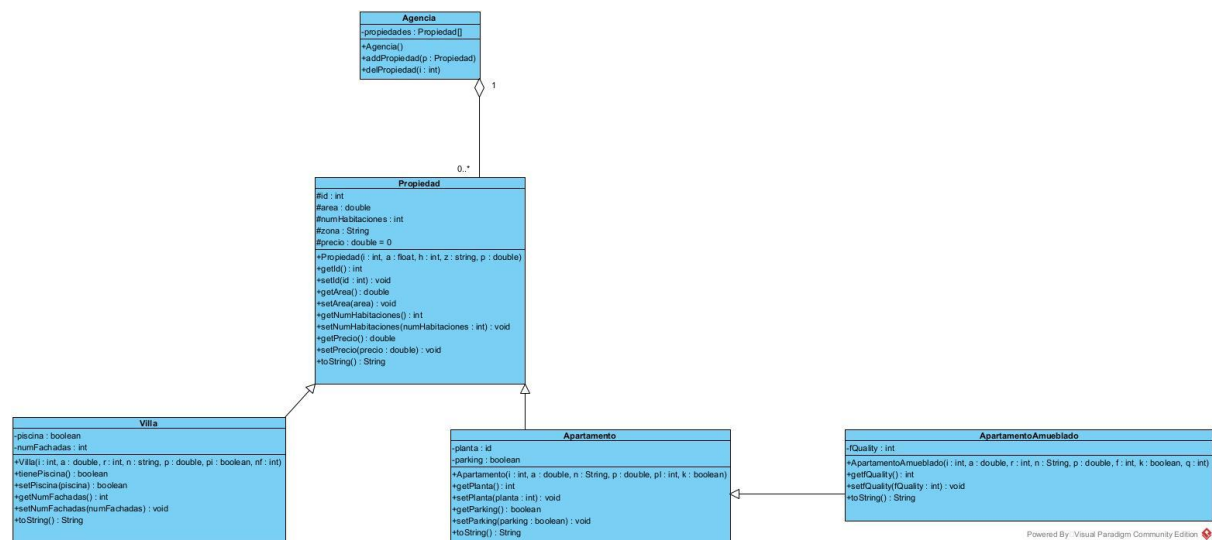 Agencia
-propiedades : Propiedad[]
+Agencia()
+addPropiedad(p : Propiedad)
+delPropiedad(i : int)
1
0..*
Propiedad
#id : int
#area : double
#numHabitaciones : int
#zona : String
#precio : double = 0
+Propiedad(i : int, a : float, h : int, z : string, p : double)
+getId() : int
+setId(id : int) : void
+getArea() : double
+setArea(area) : void
+getNumHabitaciones() : int
+setNumHabitaciones(numHabitaciones : int) : void
+getPrecio() : double
+setPrecio(precio : double) : void
+toString() : String
Villa
-piscina : boolean
-numFachadas : int
+Villa(i : int, a : double, r : int, n : string, p : double, pi : boolean, nf : int)
+tienePiscina() : boolean
+setPiscina(piscina) : boolean
+getNumFachadas() : int
+setNumFachadas(numFachadas) : void
+toString() : String
Apartamento
-planta : id
-parking : boolean
+Apartamento(i : int, a : double, n : String, p : double, pl : int, k : boolean)
+getPlanta() : int
+setPlanta(planta : int) : void
+getParking() : boolean
+setParking(parking : boolean) : void
+toString() : String
ApartamentoAmueblado
-fQuality : int
+ApartamentoAmueblado(i : int, a : double, r : int, n : String, p : double, f : int, k : boolean, q : int)
+getfQuality() : int
+setfQuality(fQuality : int) : void
+toString() : String
Powered By Visual Paradigm Community Edition